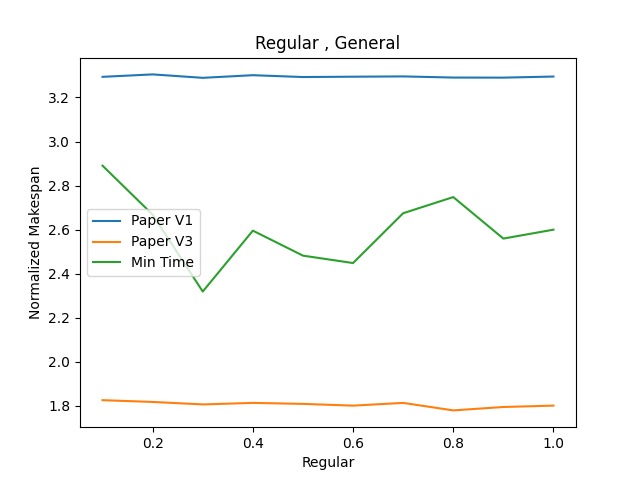 Regular , General
Normalized Makespan
3.2
3.0
2.8
2.6
2.4
2.2
2.0
1.8
Paper V1
Paper V3
Min Time
0.2 0.4 0.6 0.8 1.0
Regular